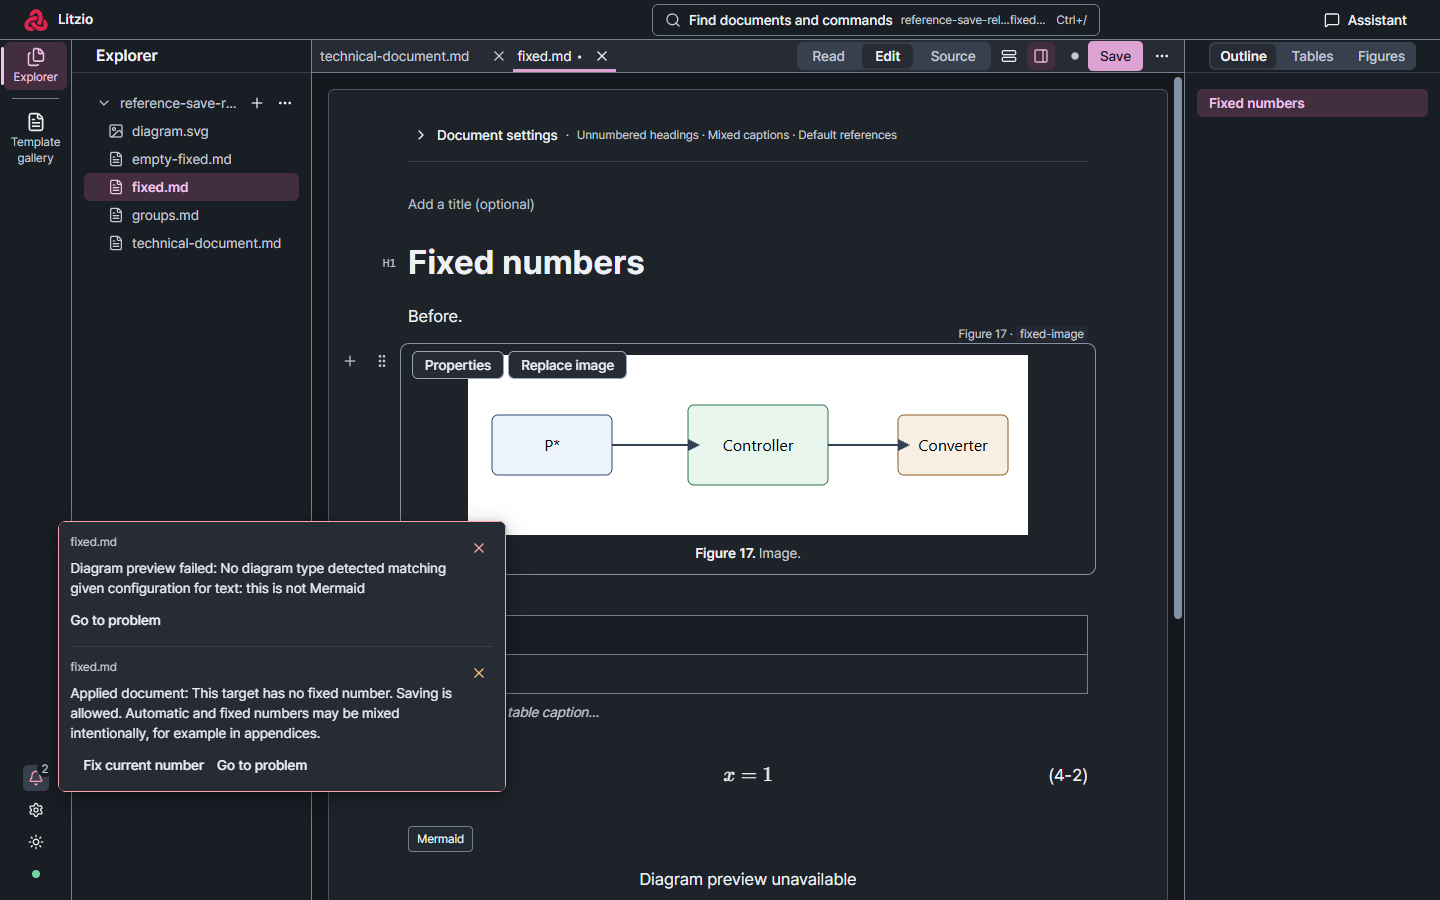 Litzio
Find documents and commands reference-save-rel...fixed... Ctrl+/
Assistant
Explorer
Template
gallery
2
Explorer
reference-save-r...
diagram.svg
empty-fixed.md
fixed.md
groups.md
technical-document.md
technical-document.md
fixed.md •
Read Edit Source
Save
Document settings · Unnumbered headings · Mixed captions · Default references
Add a title (optional)
H1 Fixed numbers
Before.
Figure 17 · fixed-image
Properties Replace image
P* Controller Converter
Figure 17. Image.
table caption...
x = 1 (4-2)
Mermaid
Diagram preview unavailable
fixed.md
Diagram preview failed: No diagram type detected matching
given configuration for text: this is not Mermaid
Go to problem
fixed.md
Applied document: This target has no fixed number. Saving is
allowed. Automatic and fixed numbers may be mixed
intentionally, for example in appendices.
Fix current number Go to problem
Outline Tables Figures
Fixed numbers